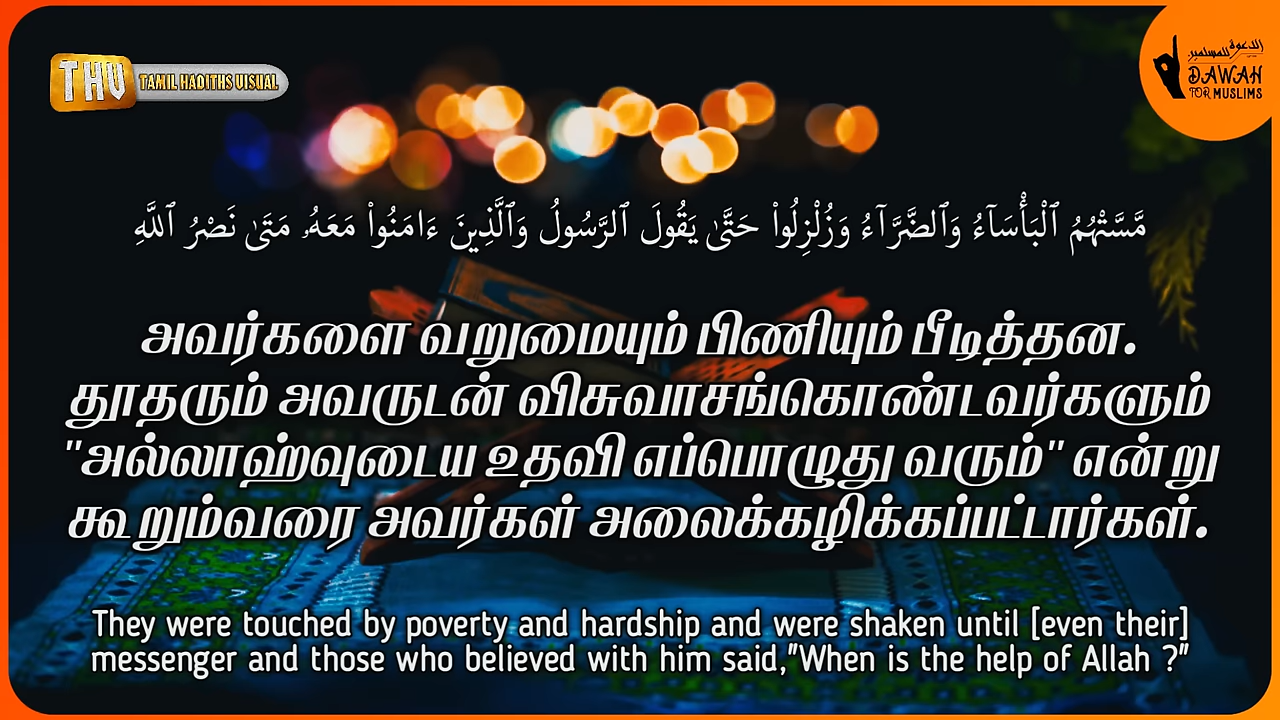 THV TAMIL HADITHS VISUAL
الدعوة للمسلمين
DAWAH
FOR MUSLIMS
مَّسَّتْهُمُ ٱلْبَأْسَآءُ وَٱلضَّرَّآءُ وَزُلْزِلُوا۟ حَتَّىٰ يَقُولَ ٱلرَّسُولُ وَٱلَّذِينَ ءَامَنُوا۟ مَعَهُۥ مَتَىٰ نَصْرُ ٱللَّهِ
அவர்களை வறுமையும் பிணியும் பீடித்தன.
தூதரும் அவருடன் விசுவாசங்கொண்டவர்களும்
"அல்லாஹ்வுடைய உதவி எப்பொழுது வரும்" என்று
கூறும்வரை அவர்கள் அலைக்கழிக்கப்பட்டார்கள்.
They were touched by poverty and hardship and were shaken until [even their]
messenger and those who believed with him said,"When is the help of Allah ?"